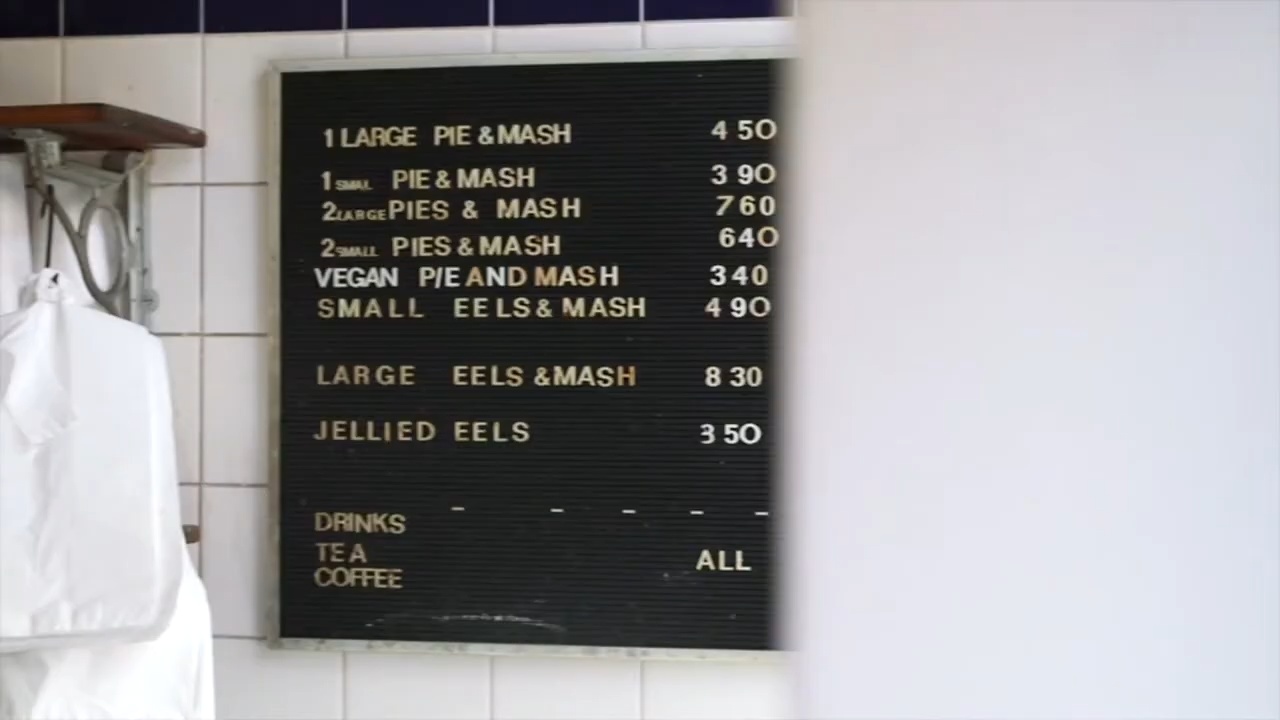 1 LARGE PIE & MASH 4 50
1 SMALL PIE & MASH 3 90
2 LARGE PIES & MASH 7 60
2 SMALL PIES & MASH 6 40
VEGAN P/E AND MASH 3 40
SMALL EELS & MASH 4 90
LARGE EELS & MASH 8 30
JELLIED EELS 3 50
DRINKS - - - - -
TEA ALL
COFFEE